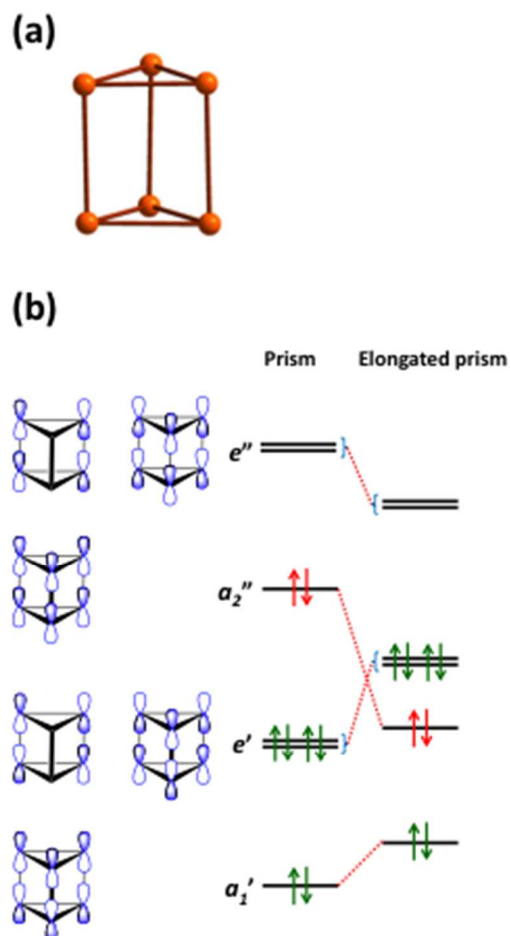 (a)
(b)
Prism Elongated prism
e″
a₂″
e′
a₁′